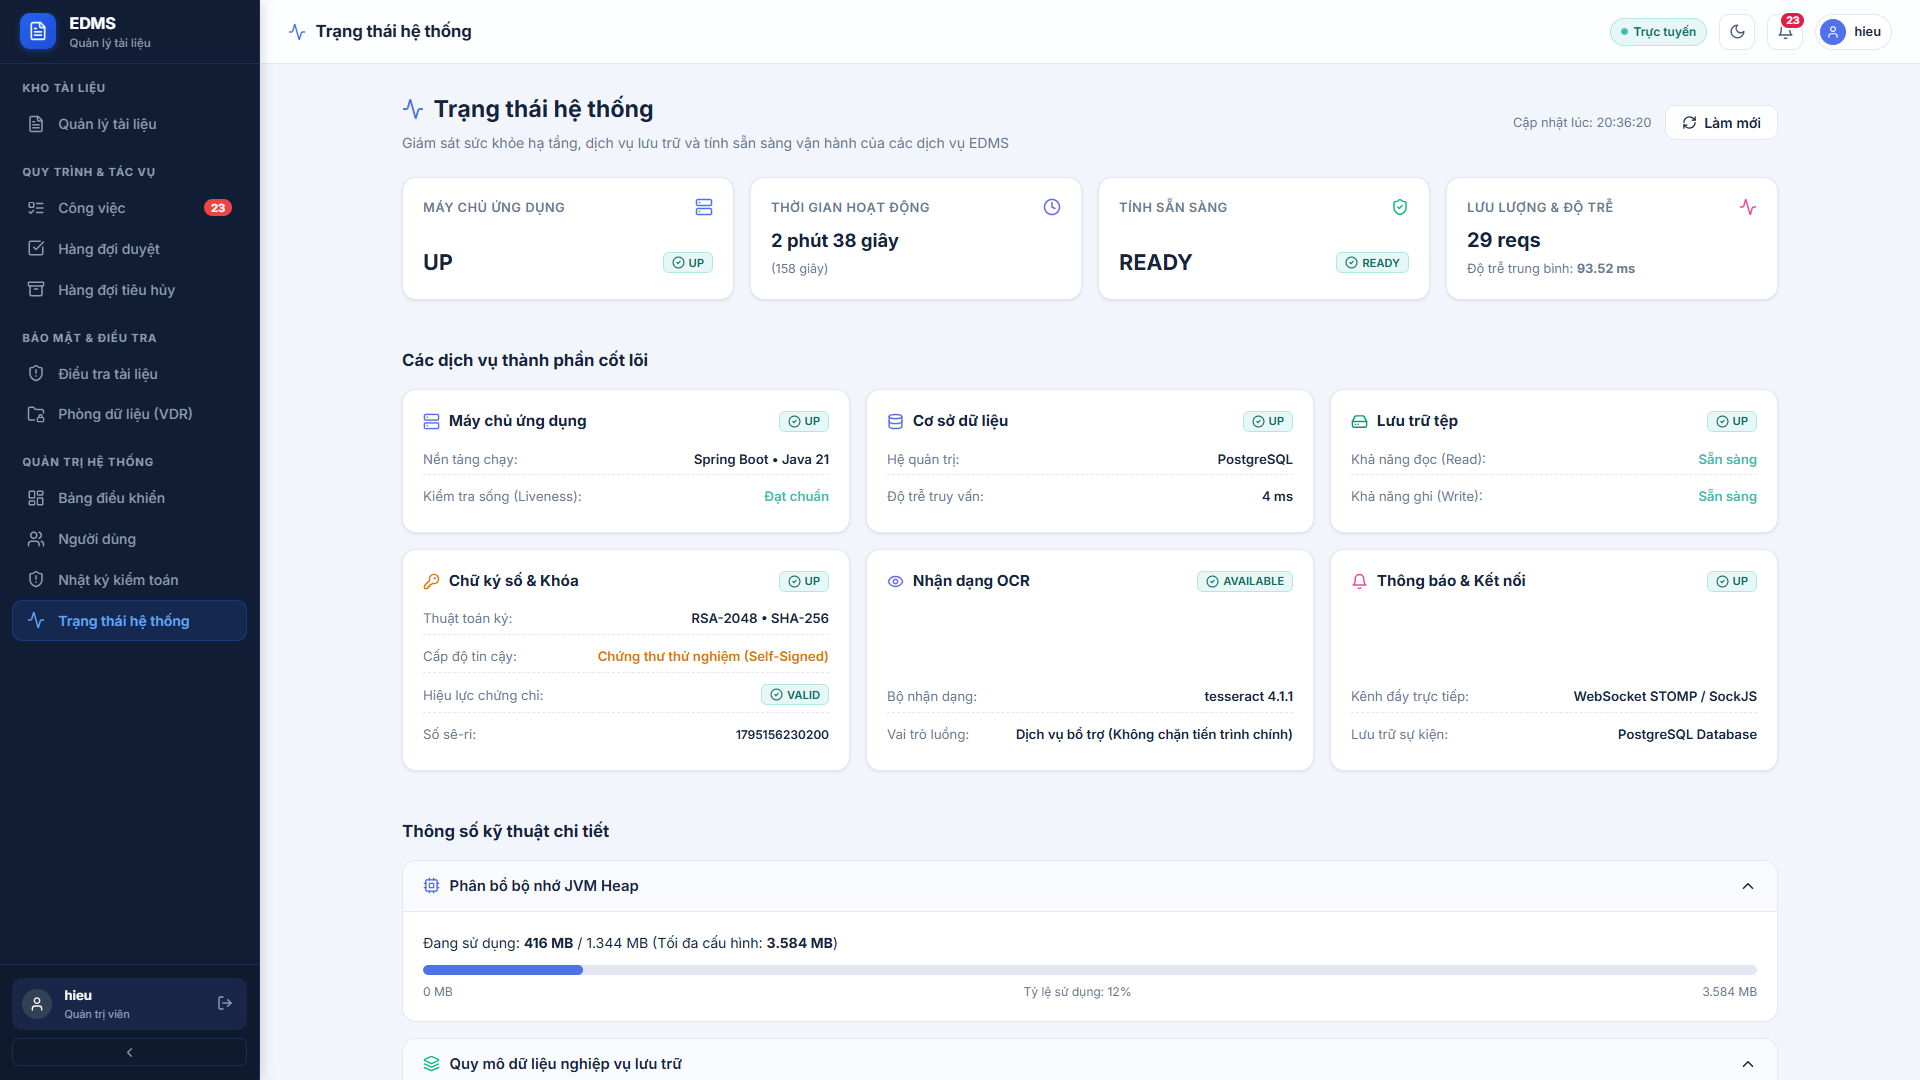 EDMS
Quản lý tài liệu
KHO TÀI LIỆU
Quản lý tài liệu
QUY TRÌNH & TÁC VỤ
Công việc
23
Hàng đợi duyệt
Hàng đợi tiêu hủy
BẢO MẬT & ĐIỀU TRA
Điều tra tài liệu
Phòng dữ liệu (VDR)
QUẢN TRỊ HỆ THỐNG
Bảng điều khiển
Người dùng
Nhật ký kiểm toán
Trạng thái hệ thống
hieu
Quản trị viên
Trạng thái hệ thống
Trực tuyến
23
hieu
Trạng thái hệ thống
Giám sát sức khỏe hạ tầng, dịch vụ lưu trữ và tính sẵn sàng vận hành của các dịch vụ EDMS
Cập nhật lúc: 20:36:20
Làm mới
MÁY CHỦ ỨNG DỤNG
UP
UP
THỜI GIAN HOẠT ĐỘNG
2 phút 38 giây
(158 giây)
TÍNH SẴN SÀNG
READY
READY
LƯU LƯỢNG & ĐỘ TRỄ
29 reqs
Độ trễ trung bình: 93.52 ms
Các dịch vụ thành phần cốt lõi
Máy chủ ứng dụng
UP
Nền tảng chạy:
Spring Boot • Java 21
Kiểm tra sống (Liveness):
Đạt chuẩn
Cơ sở dữ liệu
UP
Hệ quản trị:
PostgreSQL
Độ trễ truy vấn:
4 ms
Lưu trữ tệp
UP
Khả năng đọc (Read):
Sẵn sàng
Khả năng ghi (Write):
Sẵn sàng
Chữ ký số & Khóa
UP
Thuật toán ký:
RSA-2048 • SHA-256
Cấp độ tin cậy:
Chứng thư thử nghiệm (Self-Signed)
Hiệu lực chứng chỉ:
VALID
Số sê-ri:
1795156230200
Nhận dạng OCR
AVAILABLE
Bộ nhận dạng:
tesseract 4.1.1
Vai trò luồng:
Dịch vụ bổ trợ (Không chặn tiến trình chính)
Thông báo & Kết nối
UP
Kênh đẩy trực tiếp:
WebSocket STOMP / SockJS
Lưu trữ sự kiện:
PostgreSQL Database
Thông số kỹ thuật chi tiết
Phân bổ bộ nhớ JVM Heap
Đang sử dụng: 416 MB / 1.344 MB (Tối đa cấu hình: 3.584 MB)
0 MB
Tỷ lệ sử dụng: 12%
3.584 MB
Quy mô dữ liệu nghiệp vụ lưu trữ